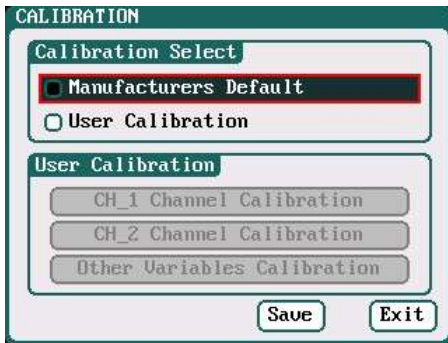 CALIBRATION
Calibration Select
Manufacturers Default
User Calibration
User Calibration
CH_1 Channel Calibration
CH_2 Channel Calibration
Other Variables Calibration
Save Exit